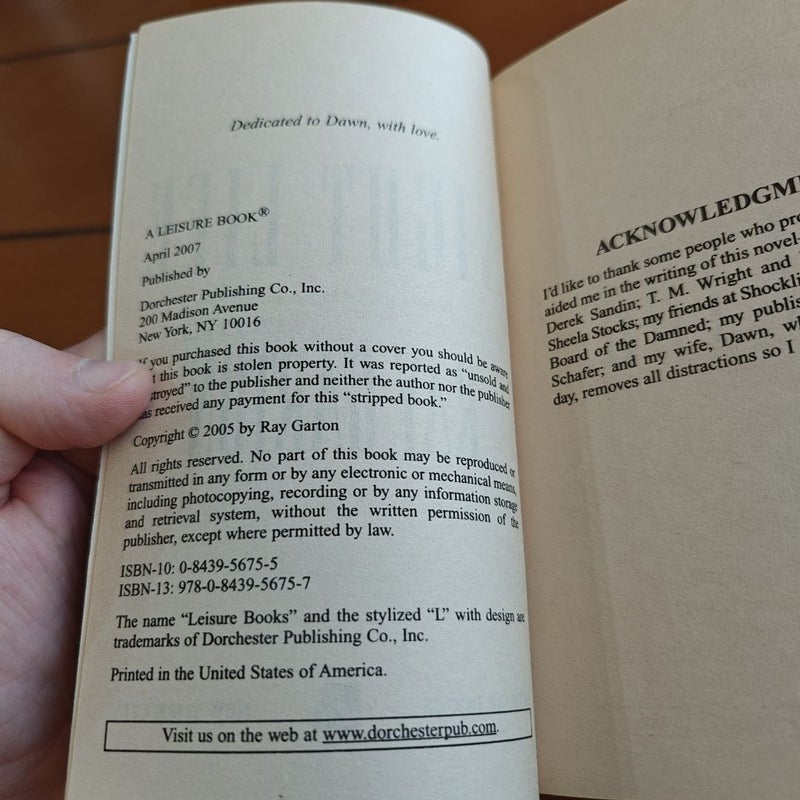 Dedicated to Dawn, with love.
A LEISURE BOOK®
April 2007
Published by
Dorchester Publishing Co., Inc.
200 Madison Avenue
New York, NY 10016
If you purchased this book without a cover you should be aware
t this book is stolen property. It was reported as “unsold and
stroyed” to the publisher and neither the author nor the publisher
has received any payment for this “stripped book.”
Copyright © 2005 by Ray Garton
All rights reserved. No part of this book may be reproduced or
transmitted in any form or by any electronic or mechanical means,
including photocopying, recording or by any information storage
and retrieval system, without the written permission of the
publisher, except where permitted by law.
ISBN-10: 0-8439-5675-5
ISBN-13: 978-0-8439-5675-7
The name “Leisure Books” and the stylized “L” with design are
trademarks of Dorchester Publishing Co., Inc.
Printed in the United States of America.
Visit us on the web at www.dorchesterpub.com.
ACKNOWLEDGM
I'd like to thank some people who pro
aided me in the writing of this novel-
Derek Sandin; T. M. Wright and
Sheela Stocks; my friends at Shockli
Board of the Damned; my publis
Schafer; and my wife, Dawn, w
day, removes all distractions so I